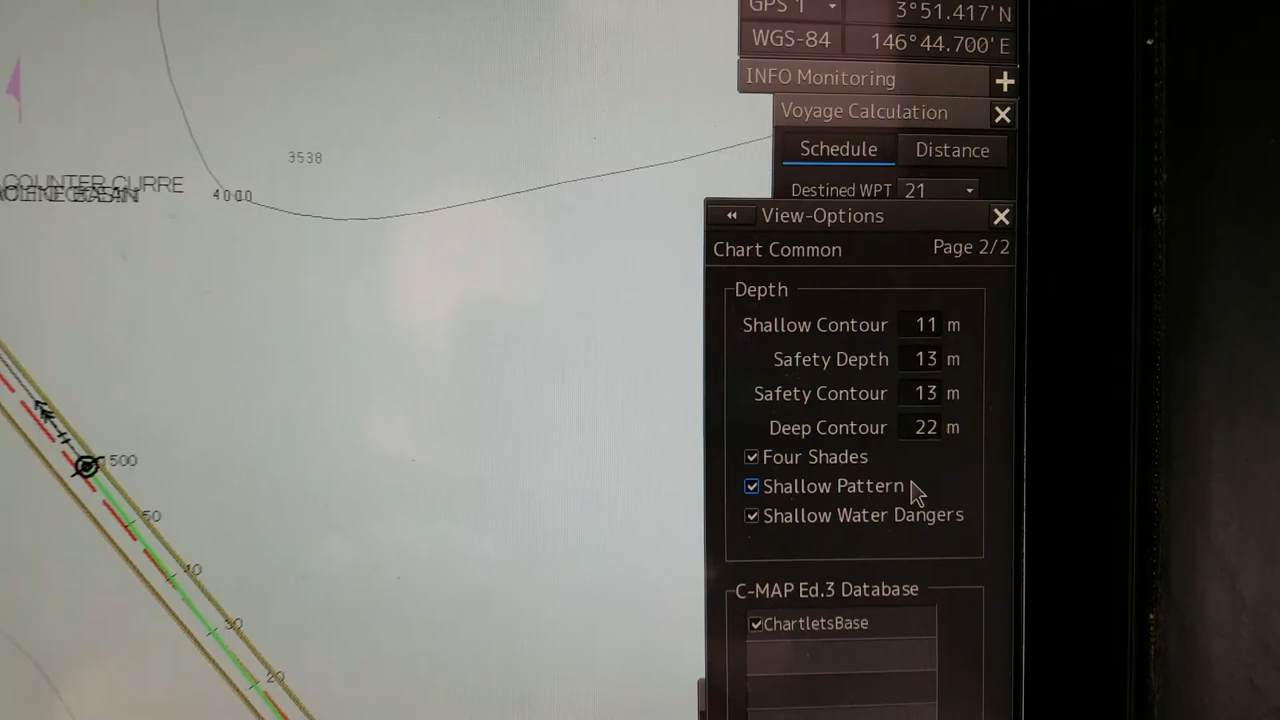 GPS 1
3°51.417'N
WGS-84
146°44.700'E
INFO Monitoring
Voyage Calculation
Schedule
Distance
Destined WPT
21
View-Options
Chart Common
Page 2/2
Depth
Shallow Contour 11 m
Safety Depth 13 m
Safety Contour 13 m
Deep Contour 22 m
Four Shades
Shallow Pattern
Shallow Water Dangers
C-MAP Ed.3 Database
ChartletsBase
3538
COUNTER CURRE
4000
500
50
40
30
20